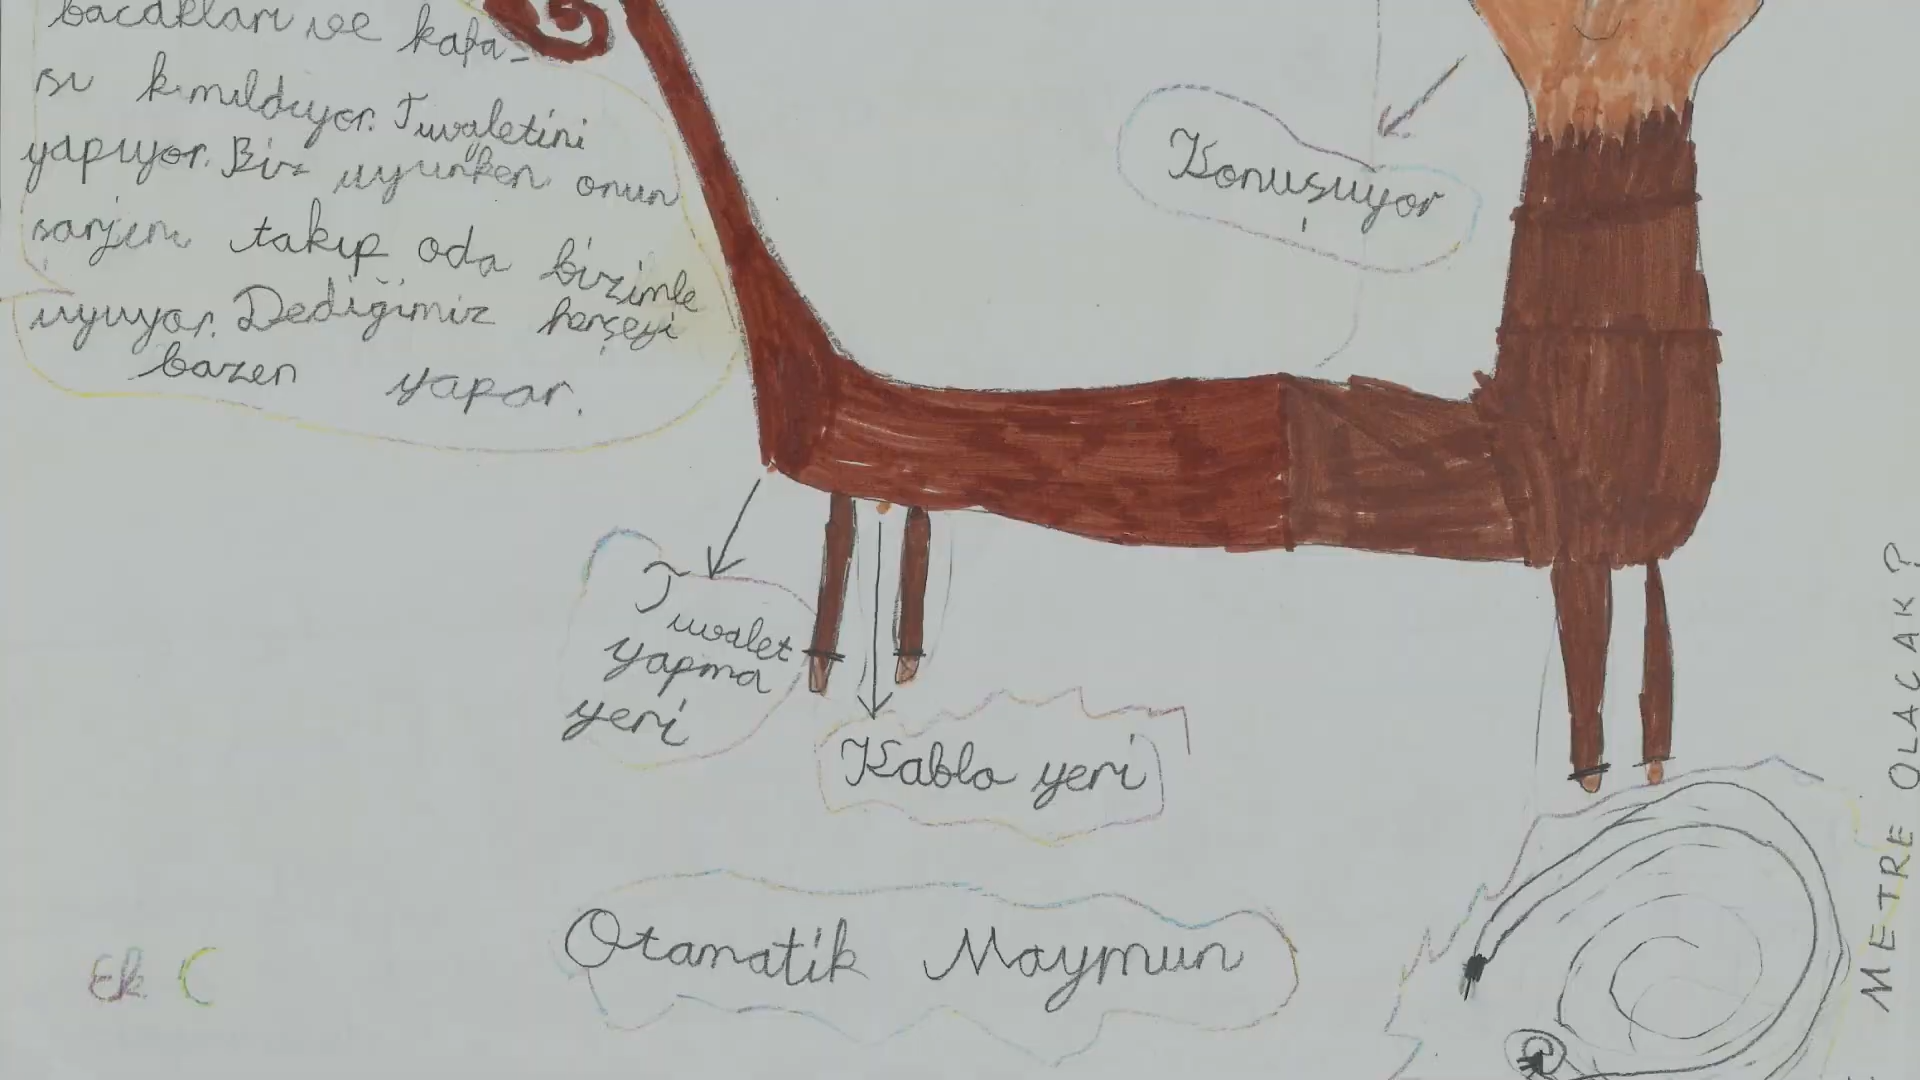 bacakları ve kafa-
sı kımıldıyor. Tuvaletini
yapıyor. Biz uyurken onun
şarjını takıp oda bizimle
uyuyor. Dediğimiz herşeyi
bazen yapar.
Konuşuyor
Tuvalet
yapma
yeri
Kablo yeri
Otamatik Maymun
Ek C
METRE OLACAK?